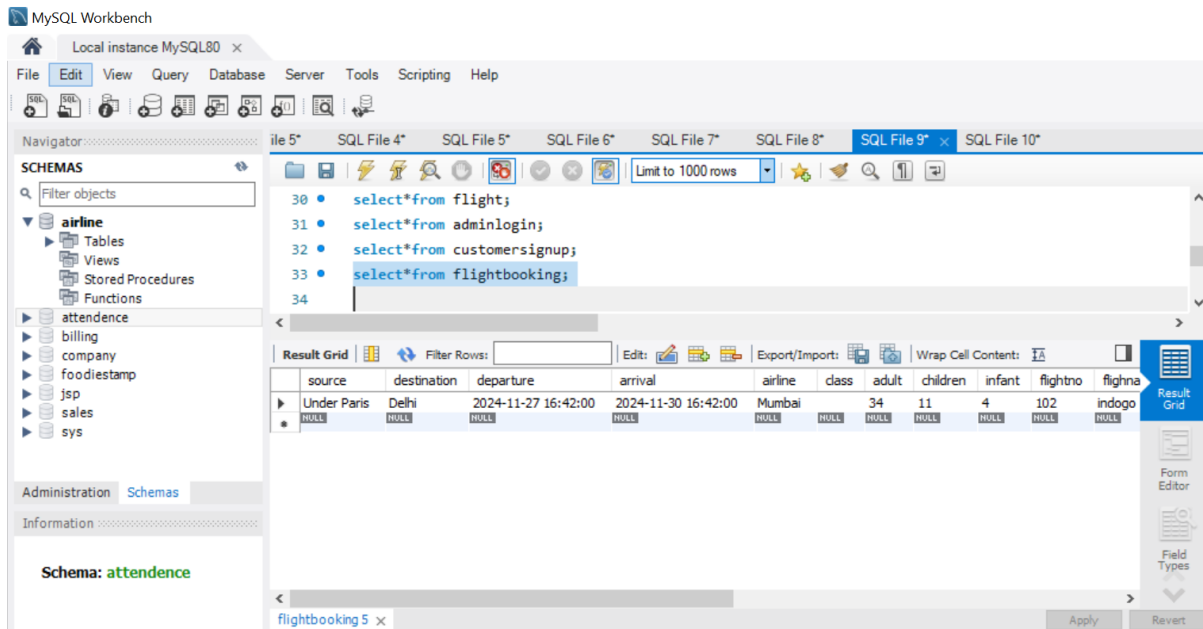 MySQL Workbench
Local instance MySQL80
File Edit View Query Database Server Tools Scripting Help
Navigator
SCHEMAS
Filter objects
airline
Tables
Views
Stored Procedures
Functions
attendence
billing
company
foodiestamp
jsp
sales
sys
Administration Schemas
Information
Schema: attendence
ile 5* SQL File 4* SQL File 5* SQL File 6* SQL File 7* SQL File 8* SQL File 9* SQL File 10*
Limit to 1000 rows
30 select*from flight;
31 select*from adminlogin;
32 select*from customersignup;
33 select*from flightbooking;
34
Result Grid Filter Rows: Edit: Export/Import: Wrap Cell Content: IA
source destination departure arrival airline class adult children infant flightno flighna
Under Paris Delhi 2024-11-27 16:42:00 2024-11-30 16:42:00 Mumbai 34 11 4 102 indogo
NULL NULL NULL NULL NULL NULL NULL NULL NULL NULL NULL
Result
Grid
Form
Editor
Field
Types
flightbooking 5
Apply Revert